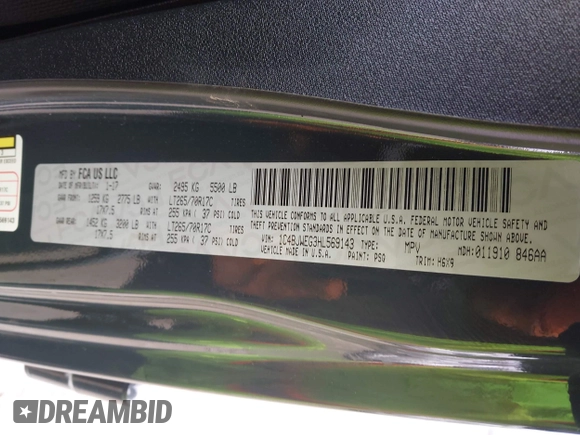 MFD BY FCA US LLC
DATE OF MFR 1-17 GVWR: 2495 KG 5500 LB
GAWR FRONT: 1259 KG 2775 LB WITH LT265/70R17C TIRES
17X7.5 RIMS AT 255 KPA ( 37 PSI) COLD
GAWR REAR: 1452 KG 3200 LB WITH LT265/70R17C TIRES
17X7.5 RIMS AT 255 KPA ( 37 PSI) COLD
THIS VEHICLE CONFORMS TO ALL APPLICABLE U.S.A. FEDERAL MOTOR VEHICLE SAFETY AND
THEFT PREVENTION STANDARDS IN EFFECT ON THE DATE OF MANUFACTURE SHOWN ABOVE.
VIN: 1C4BJWEG3HL569143 TYPE: MPV MDH: 011910 846AA
VEHICLE MADE IN U.S.A. PAINT: PSQ TRIM: H6X9
DREAMBID